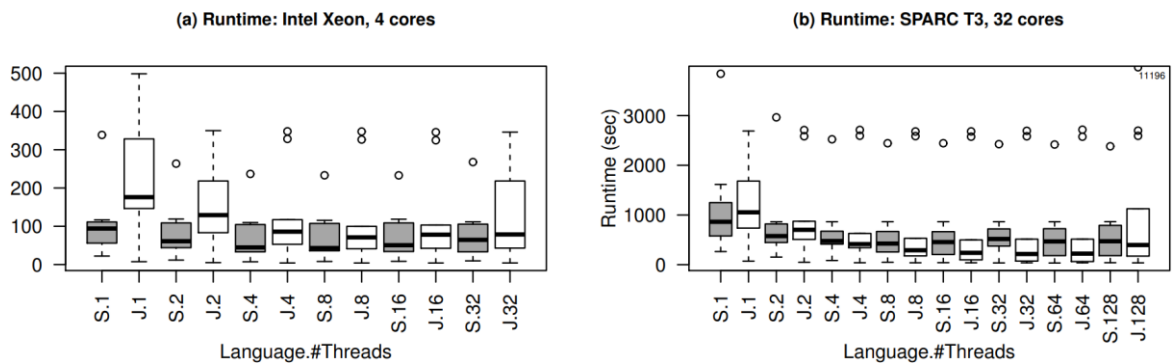 (a) Runtime: Intel Xeon, 4 cores
500
400
300
200
100
0
S.1
J.1
S.2
J.2
S.4
J.4
S.8
J.8
S.16
J.16
S.32
J.32
Language.#Threads
(b) Runtime: SPARC T3, 32 cores
Runtime (sec)
3000
2000
1000
0
11196
S.1
J.1
S.2
J.2
S.4
J.4
S.8
J.8
S.16
J.16
S.32
J.32
S.64
J.64
S.128
J.128
Language.#Threads